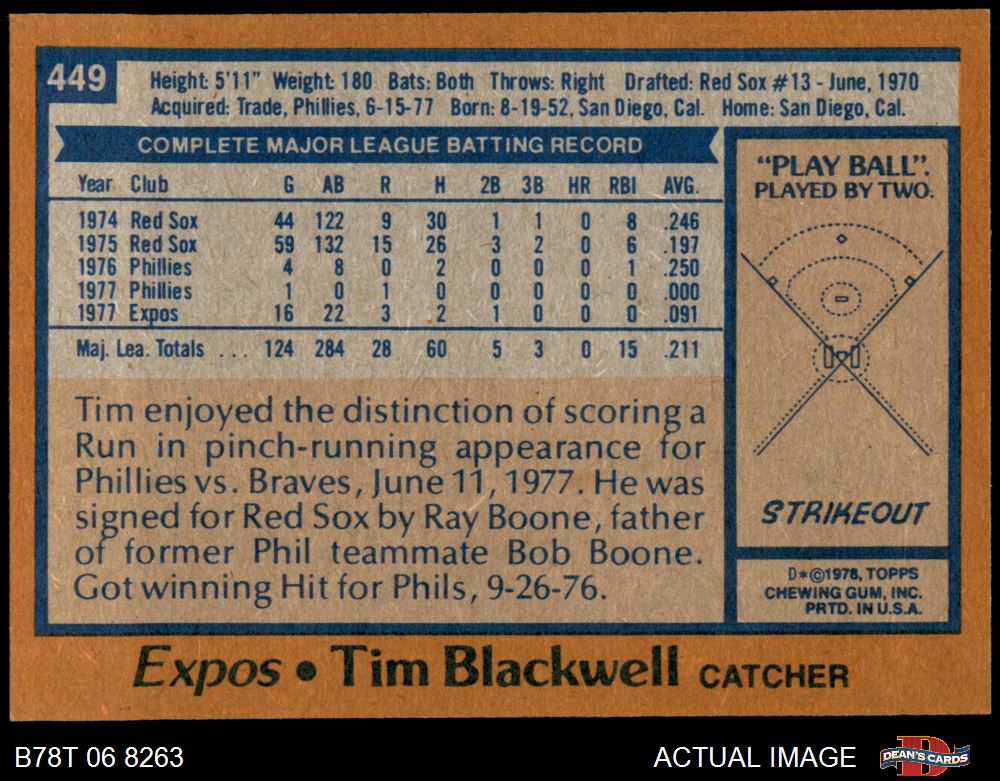 449
Height: 5'11" Weight: 180 Bats: Both Throws: Right Drafted: Red Sox #13 - June, 1970
Acquired: Trade, Phillies, 6-15-77 Born: 8-19-52, San Diego, Cal. Home: San Diego, Cal.
COMPLETE MAJOR LEAGUE BATTING RECORD
Year Club G AB R H 2B 3B HR RBI AVG.
1974 Red Sox 44 122 9 30 1 1 0 8 .246
1975 Red Sox 59 132 15 26 3 2 0 6 .197
1976 Phillies 4 8 0 2 0 0 0 1 .250
1977 Phillies 1 0 1 0 0 0 0 0 .000
1977 Expos 16 22 3 2 1 0 0 0 .091
Maj. Lea. Totals ... 124 284 28 60 5 3 0 15 .211
Tim enjoyed the distinction of scoring a
Run in pinch-running appearance for
Phillies vs. Braves, June 11, 1977. He was
signed for Red Sox by Ray Boone, father
of former Phil teammate Bob Boone.
Got winning Hit for Phils, 9-26-76.
"PLAY BALL".
PLAYED BY TWO.
STRIKEOUT
D*©1978, TOPPS
CHEWING GUM, INC.
PRTD. IN U.S.A.
Expos • Tim Blackwell CATCHER
B78T 06 8263
ACTUAL IMAGE
DEAN'S CARDS